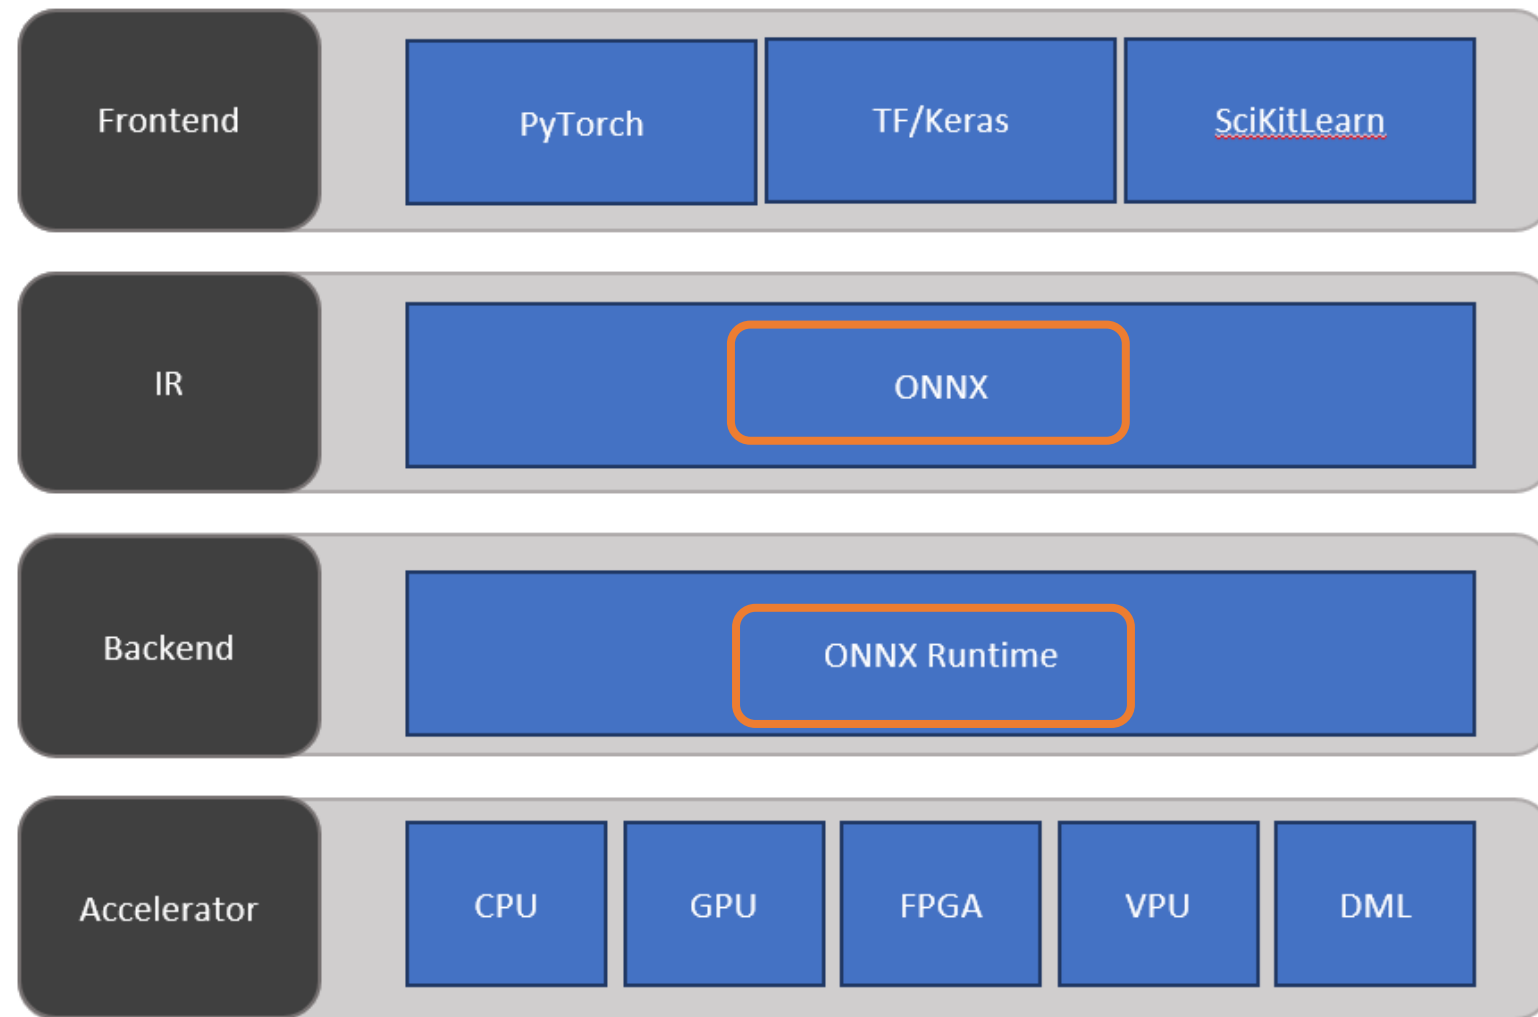 Frontend
PyTorch
TF/Keras
SciKitLearn
IR
ONNX
Backend
ONNX Runtime
Accelerator
CPU
GPU
FPGA
VPU
DML